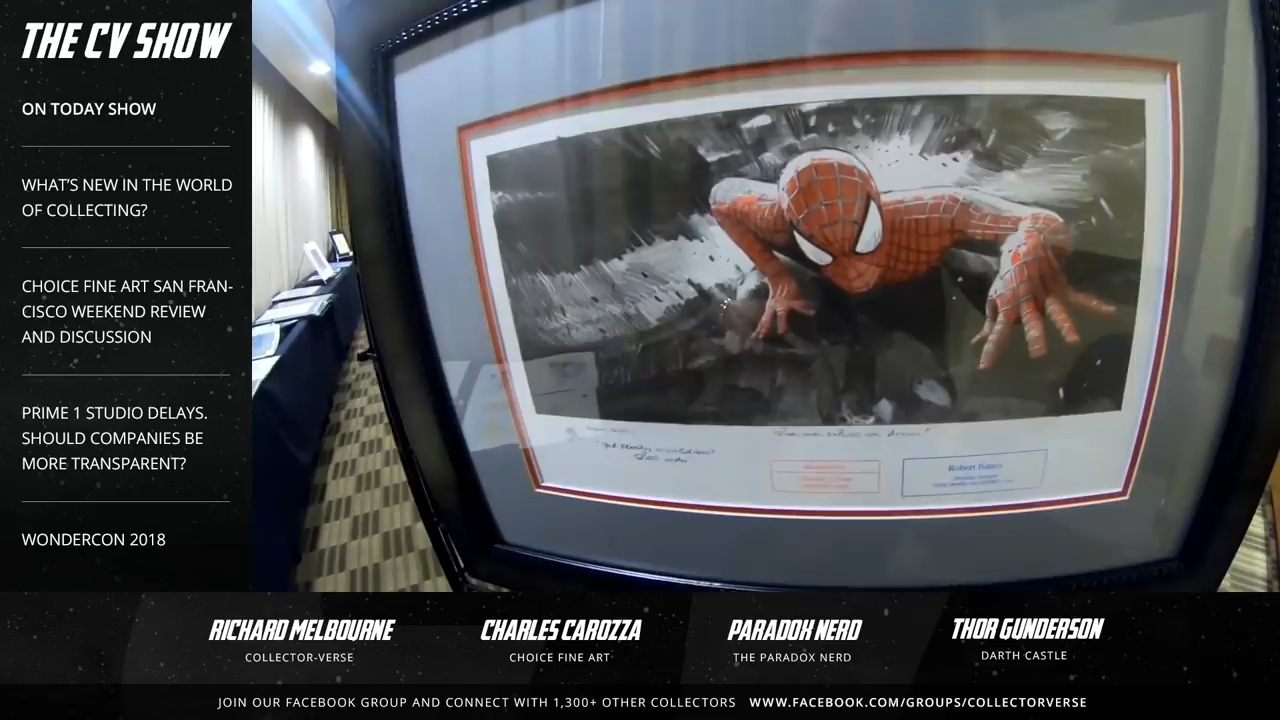 THE CV SHOW
ON TODAY SHOW
WHAT'S NEW IN THE WORLD
OF COLLECTING?
CHOICE FINE ART SAN FRAN-
CISCO WEEKEND REVIEW
AND DISCUSSION
PRIME 1 STUDIO DELAYS.
SHOULD COMPANIES BE
MORE TRANSPARENT?
WONDERCON 2018
Robert
RICHARD MELBOURNE
COLLECTOR-VERSE
CHARLES CAROZZA
CHOICE FINE ART
PARADOX NERD
THE PARADOX NERD
THOR GUNDERSON
DARTH CASTLE
JOIN OUR FACEBOOK GROUP AND CONNECT WITH 1,300+ OTHER COLLECTORS WWW.FACEBOOK.COM/GROUPS/COLLECTORVERSE